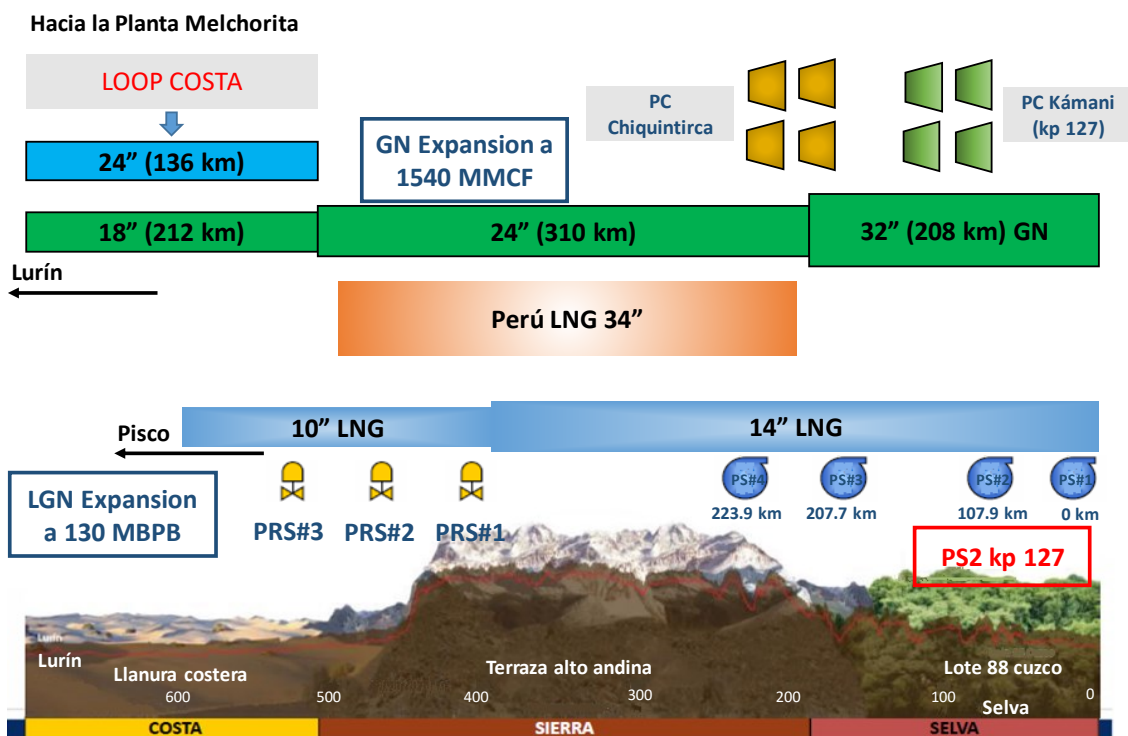 Hacia la Planta Melchorita
LOOP COSTA
PC
Chiquintirca
PC Kámani
(kp 127)
24” (136 km)
GN Expansion a
1540 MMCF
18” (212 km)
24” (310 km)
32” (208 km) GN
Lurín
Perú LNG 34”
10” LNG
14” LNG
Pisco
LGN Expansion
a 130 MBPB
PRS#3
PRS#2
PRS#1
PS#4
PS#3
PS#2
PS#1
223.9 km
207.7 km
107.9 km
0 km
PS2 kp 127
Lurín
Lurín
Llanura costera
Terraza alto andina
Lote 88 cuzco
600
500
400
300
200
100
0
Selva
COSTA
SIERRA
SELVA